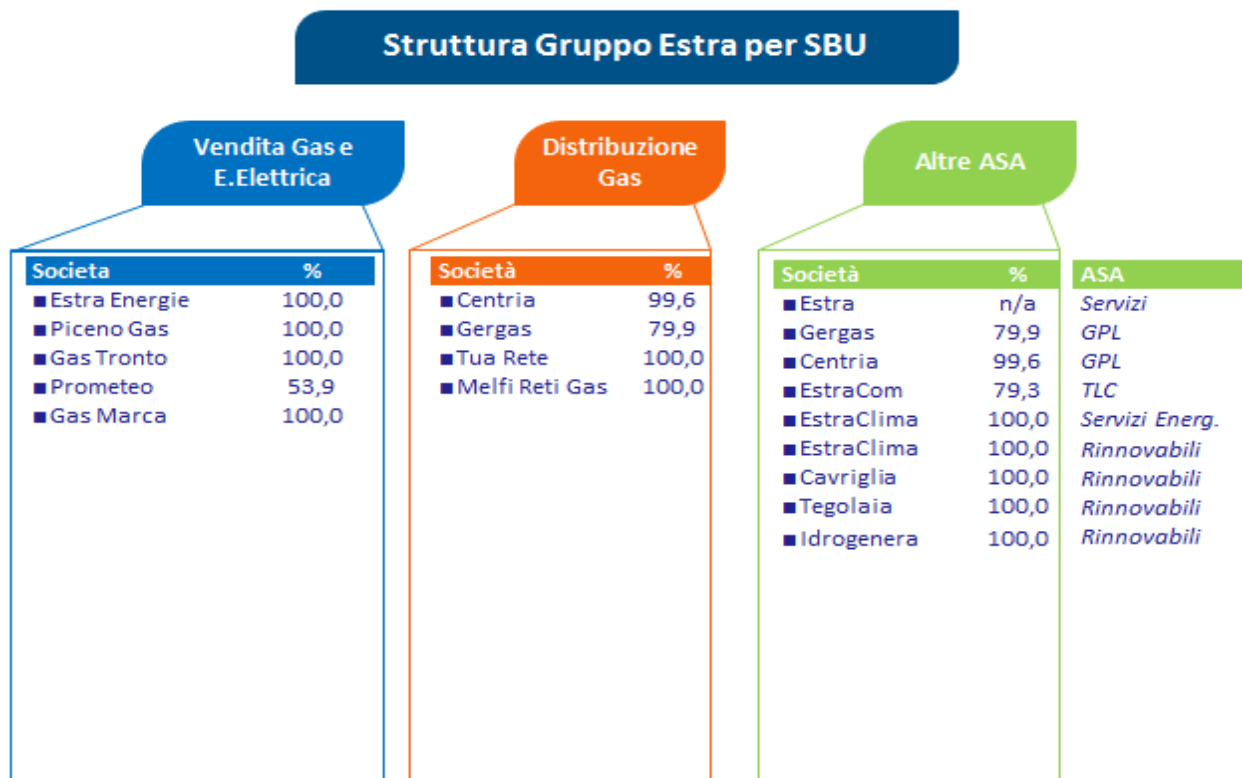 Struttura Gruppo Estra per SBU
Vendita Gas e
E.Elettrica
Societa %
■ Estra Energie 100,0
■ Piceno Gas 100,0
■ Gas Tronto 100,0
■ Prometeo 53,9
■ Gas Marca 100,0
Distribuzione
Gas
Società %
■ Centria 99,6
■ Gergas 79,9
■ Tua Rete 100,0
■ Melfi Reti Gas 100,0
Altre ASA
Società % ASA
■ Estra n/a Servizi
■ Gergas 79,9 GPL
■ Centria 99,6 GPL
■ EstraCom 79,3 TLC
■ EstraClima 100,0 Servizi Energ.
■ EstraClima 100,0 Rinnovabili
■ Cavriglia 100,0 Rinnovabili
■ Tegolaia 100,0 Rinnovabili
■ Idrogenera 100,0 Rinnovabili